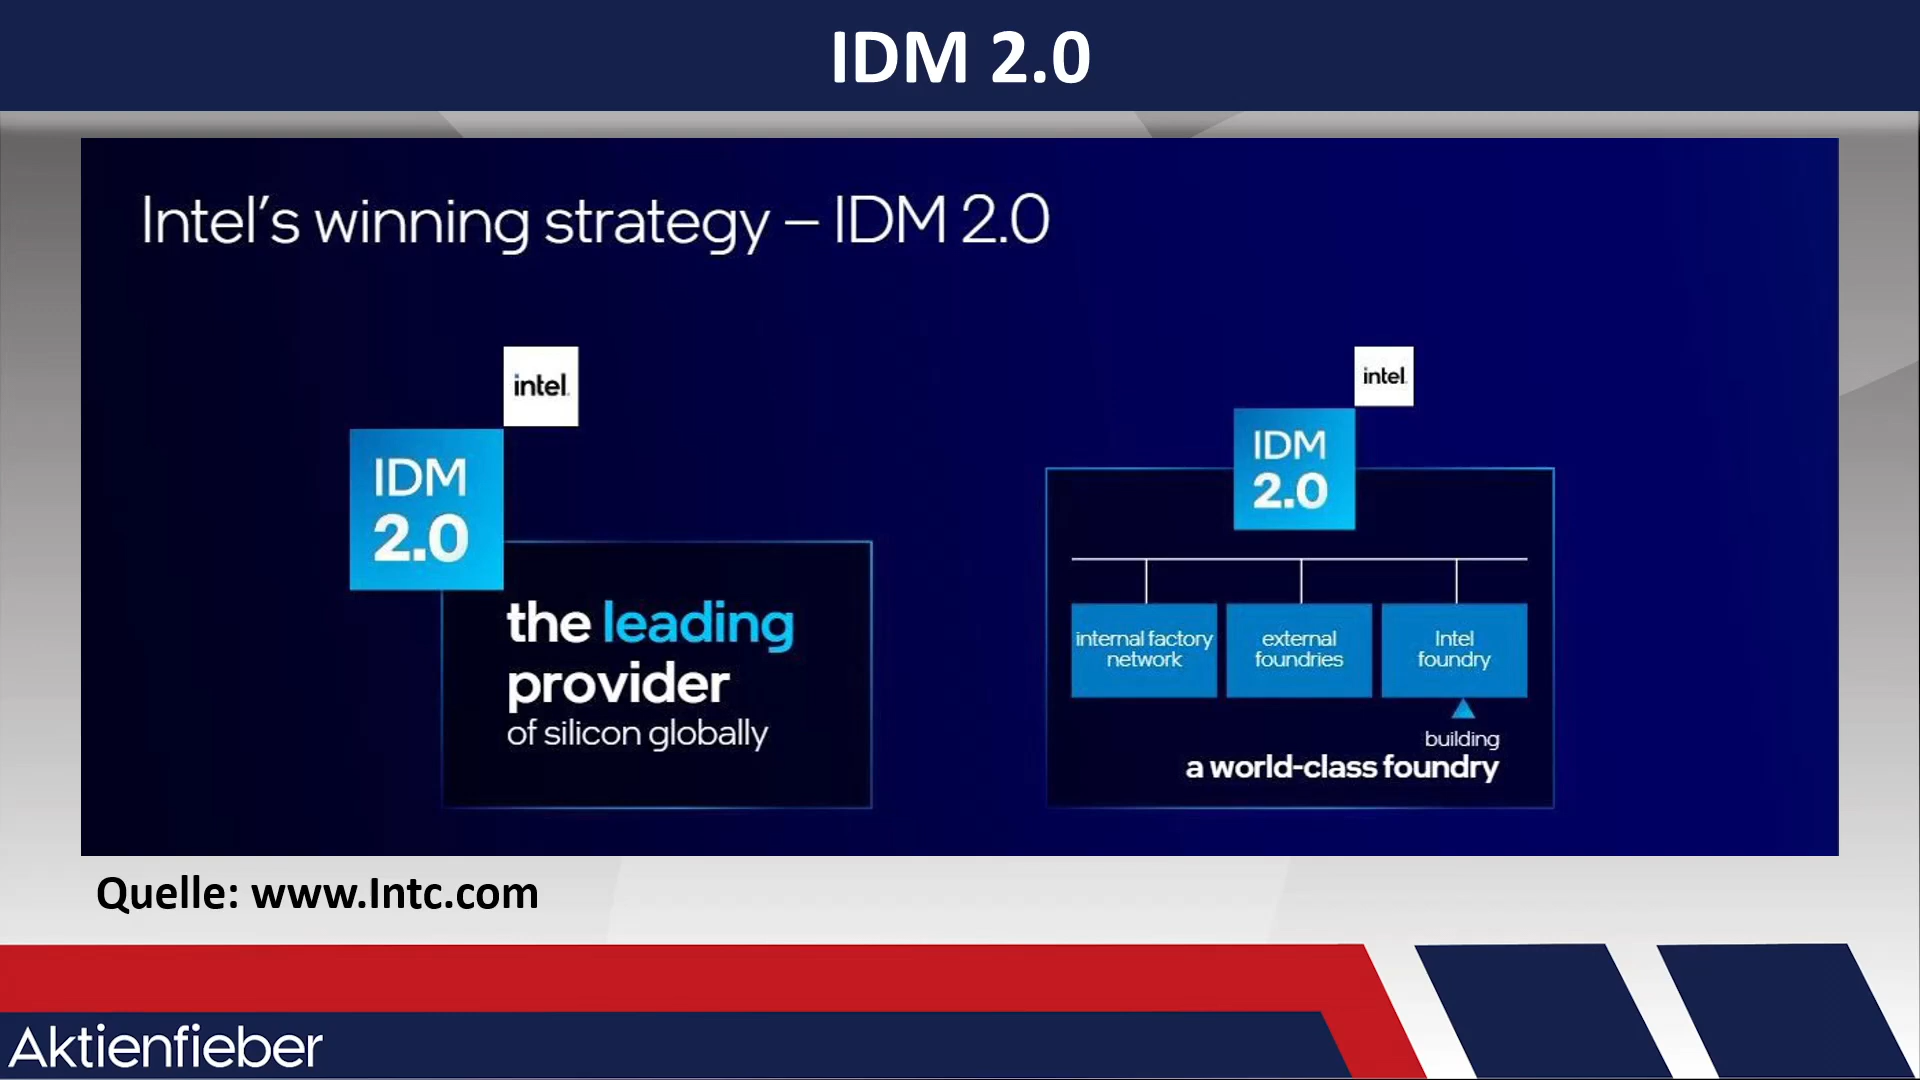 IDM 2.0
Intel's winning strategy – IDM 2.0
intel.
IDM
2.0
the leading
provider
of silicon globally
intel.
IDM
2.0
internal factory
network
external
foundries
Intel
foundry
building
a world-class foundry
Quelle: www.Intc.com
Aktienfieber